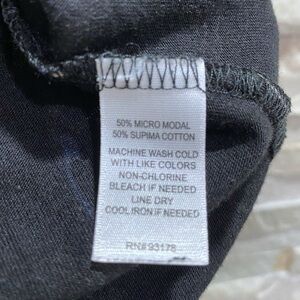 50% MICRO MODAL
50% SUPIMA COTTON
MACHINE WASH COLD
WITH LIKE COLORS
NON-CHLORINE
BLEACH IF NEEDED
LINE DRY
COOL IRON IF NEEDED
RN# 93178